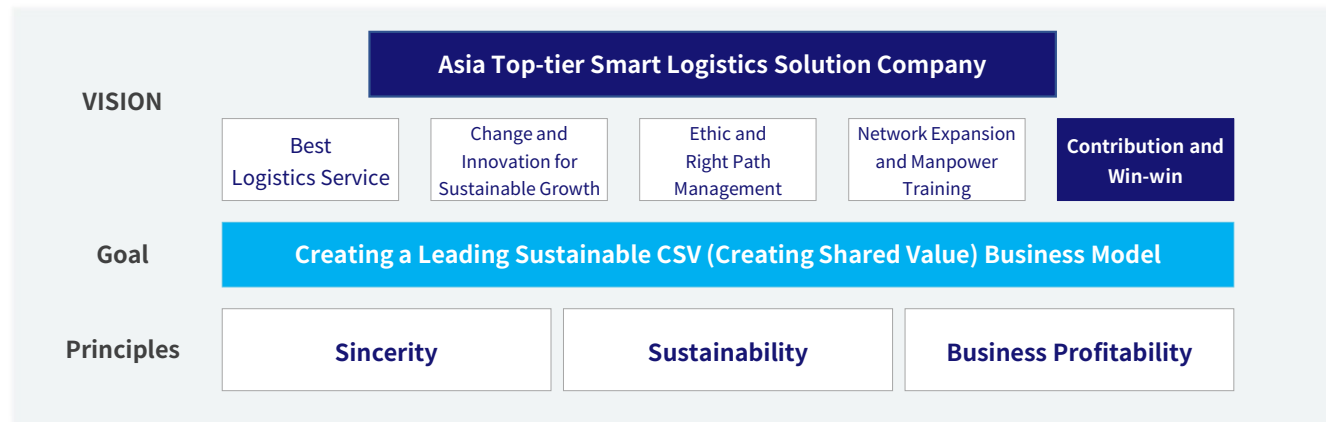 Asia Top-tier Smart Logistics Solution Company
VISION
Best
Logistics Service
Change and
Innovation for
Sustainable Growth
Ethic and
Right Path
Management
Network Expansion
and Manpower
Training
Contribution and
Win-win
Goal
Creating a Leading Sustainable CSV (Creating Shared Value) Business Model
Principles
Sincerity
Sustainability
Business Profitability